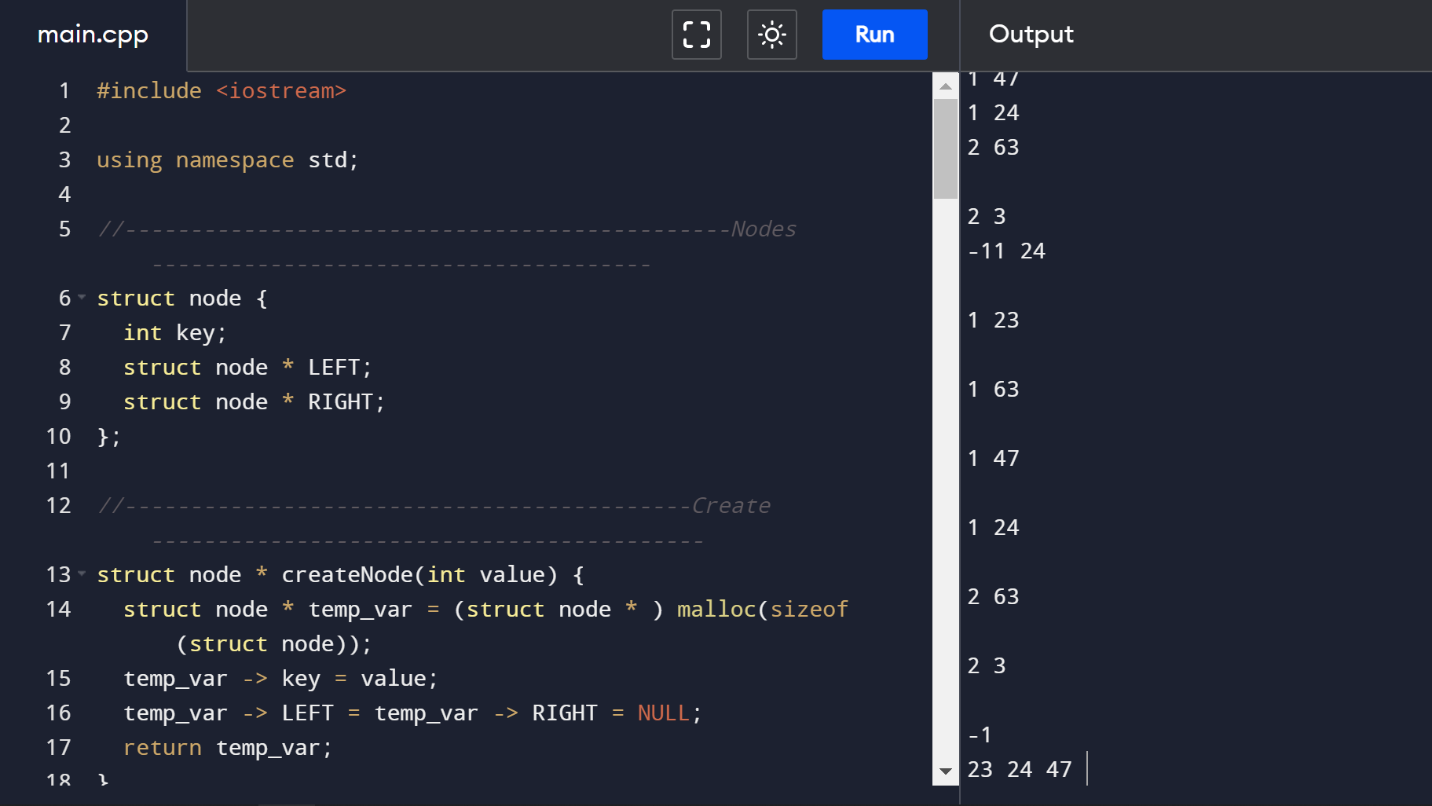 main.cpp
Run
Output
1 #include <iostream>
2
3 using namespace std;
4
5 //----------------------------------------------Nodes
--------------------------------------
6 struct node {
7 int key;
8 struct node * LEFT;
9 struct node * RIGHT;
10 };
11
12 //-------------------------------------------Create
------------------------------------------
13 struct node * createNode(int value) {
14 struct node * temp_var = (struct node * ) malloc(sizeof
(struct node));
15 temp_var -> key = value;
16 temp_var -> LEFT = temp_var -> RIGHT = NULL;
17 return temp_var;
18 }
1 47
1 24
2 63
2 3
-11 24
1 23
1 63
1 47
1 24
2 63
2 3
-1
23 24 47